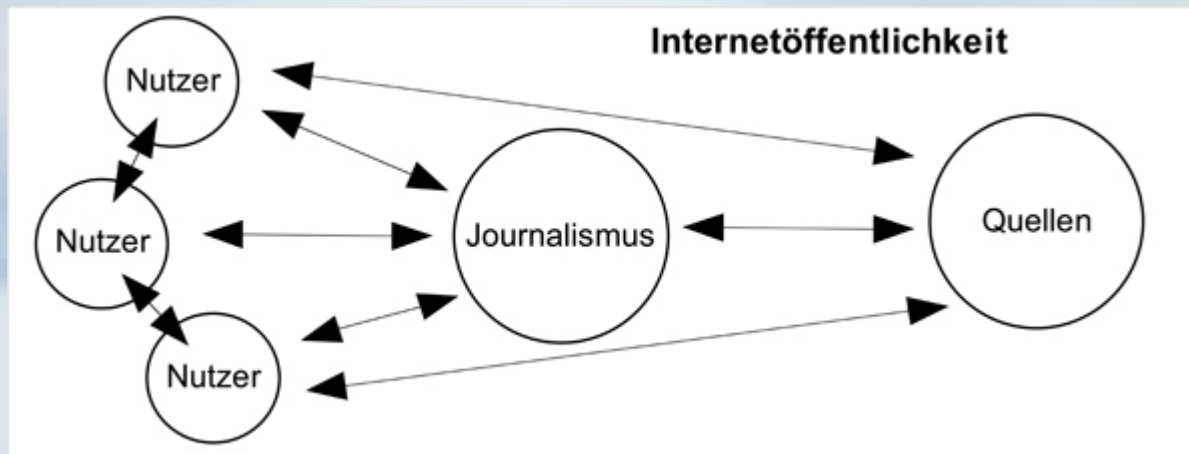 Internetöffentlichkeit
Nutzer
Nutzer
Journalismus
Quellen
Nutzer